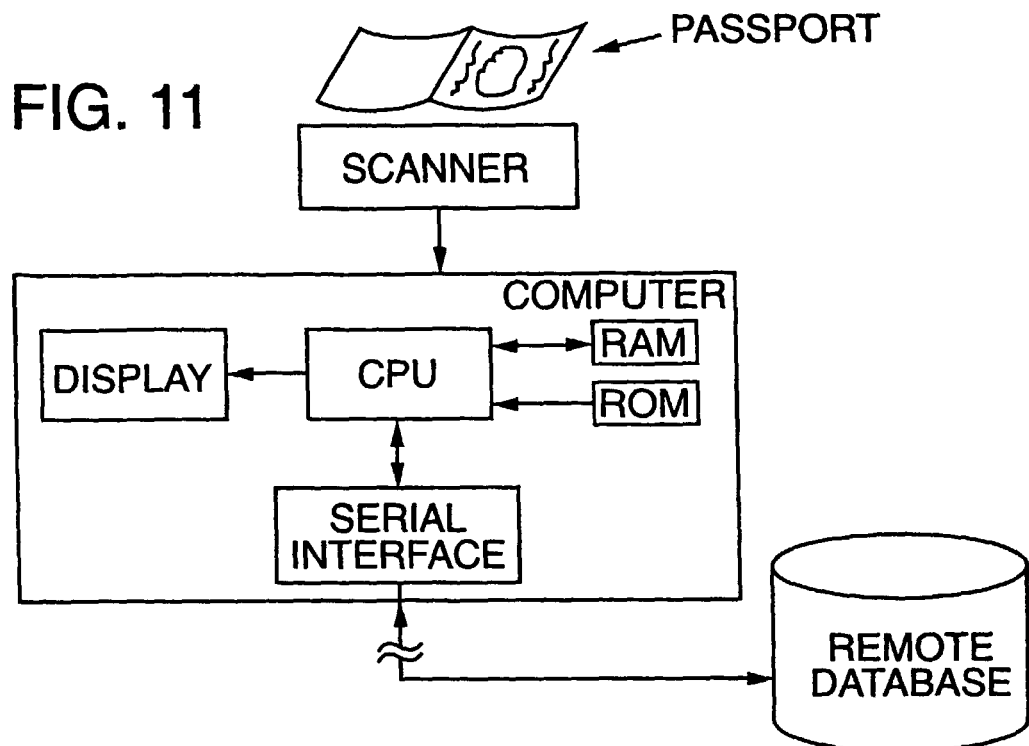 PASSPORT
FIG. 11
SCANNER
COMPUTER
RAM
DISPLAY
CPU
ROM
SERIAL
INTERFACE
REMOTE
DATABASE